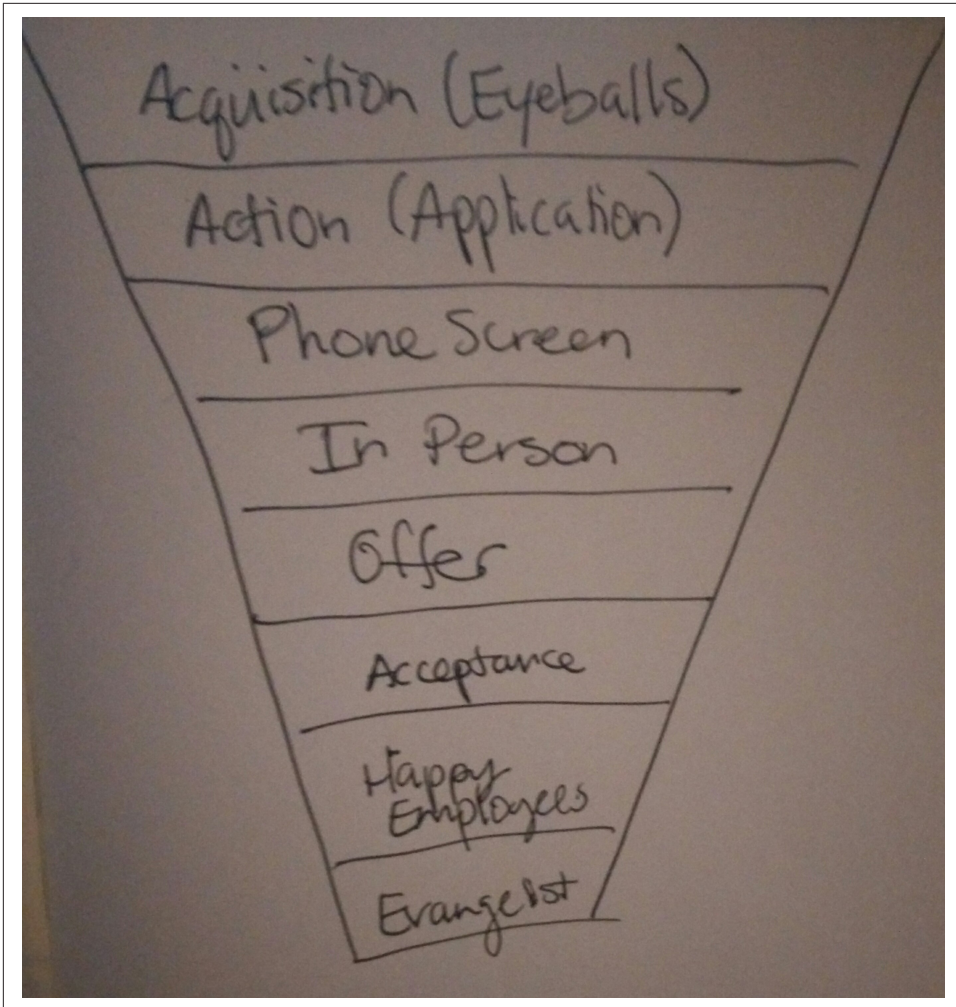 Acquisition (Eyeballs)
Action (Application)
Phone Screen
In Person
Offer
Acceptance
Happy
Employees
Evangelist